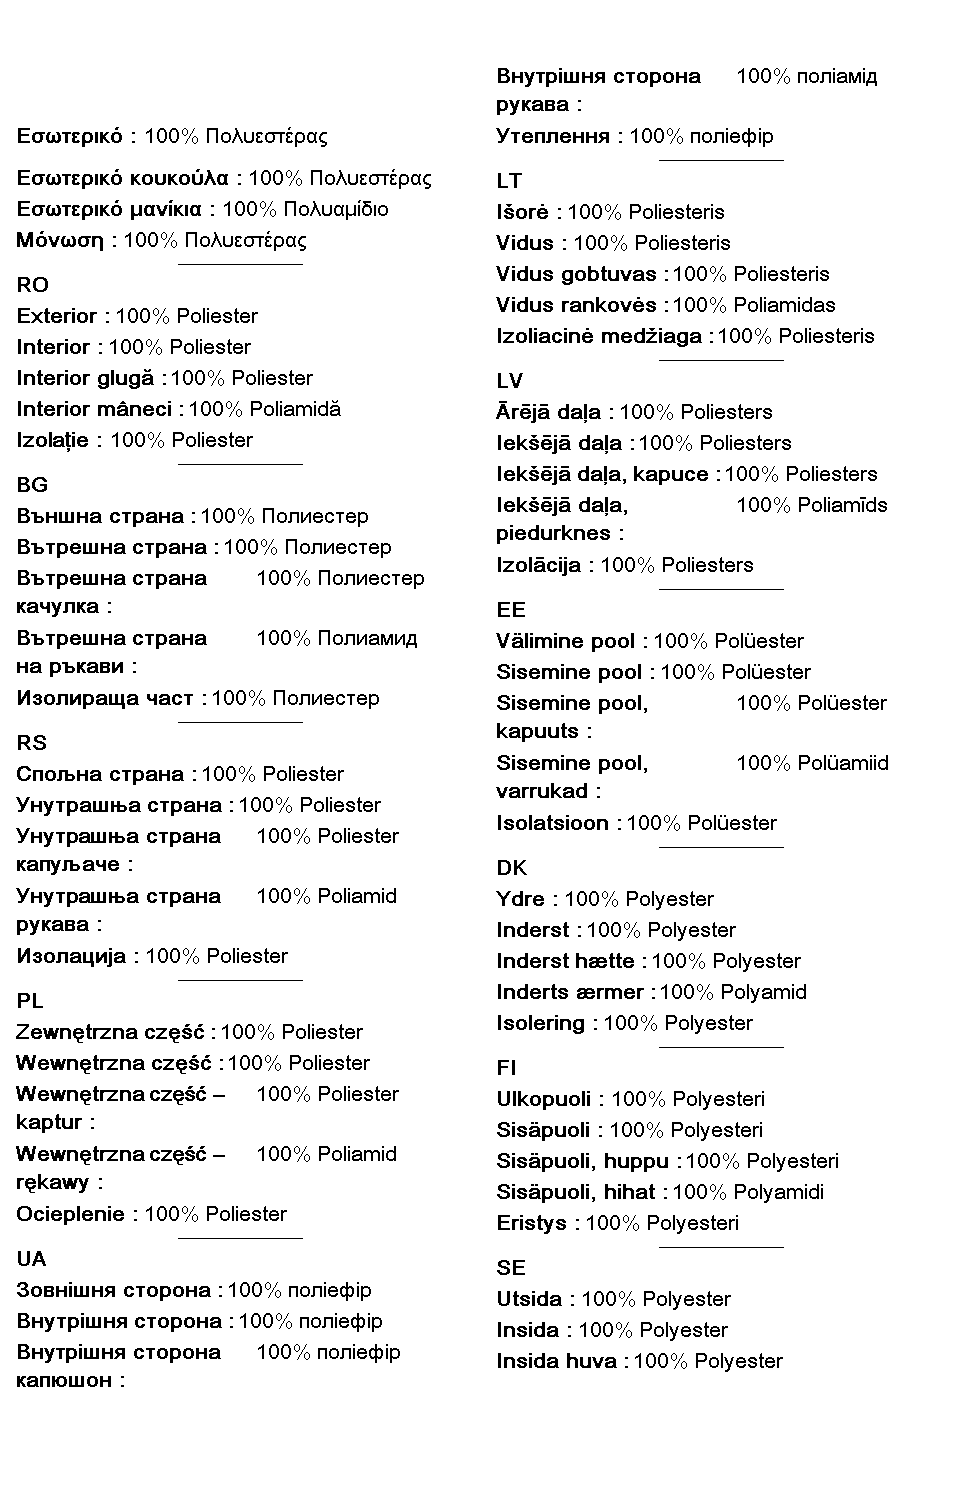 Εσωτερικό : 100% Πολυεστέρας
Εσωτερικό κουκούλα : 100% Πολυεστέρας
Εσωτερικό μανίκια : 100% Πολυαμίδιο
Μόνωση : 100% Πολυεστέρας
RO
Exterior : 100% Poliester
Interior : 100% Poliester
Interior glugă : 100% Poliester
Interior mâneci : 100% Poliamidă
Izolație : 100% Poliester
BG
Външна страна : 100% Полиестер
Вътрешна страна : 100% Полиестер
Вътрешна страна 100% Полиестер
качулка :
Вътрешна страна 100% Полиамид
на ръкави :
Изолираща част : 100% Полиестер
RS
Спољна страна : 100% Poliester
Унутрашња страна : 100% Poliester
Унутрашња страна 100% Poliester
капуљаче :
Унутрашња страна 100% Poliamid
рукава :
Изолација : 100% Poliester
PL
Zewnętrzna część : 100% Poliester
Wewnętrzna część : 100% Poliester
Wewnętrzna część – 100% Poliester
kaptur :
Wewnętrzna część – 100% Poliamid
rękawy :
Ocieplenie : 100% Poliester
UA
Зовнішня сторона : 100% поліефір
Внутрішня сторона : 100% поліефір
Внутрішня сторона 100% поліефір
капюшон :
Внутрішня сторона 100% поліамід
рукава :
Утеплення : 100% поліефір
LT
Išorė : 100% Poliesteris
Vidus : 100% Poliesteris
Vidus gobtuvas : 100% Poliesteris
Vidus rankovės : 100% Poliamidas
Izoliacinė medžiaga : 100% Poliesteris
LV
Ārējā daļa : 100% Poliesters
Iekšējā daļa : 100% Poliesters
Iekšējā daļa, kapuce : 100% Poliesters
Iekšējā daļa, 100% Poliamīds
piedurknes :
Izolācija : 100% Poliesters
EE
Välimine pool : 100% Polüester
Sisemine pool : 100% Polüester
Sisemine pool, 100% Polüester
kapuuts :
Sisemine pool, 100% Polüamiid
varrukad :
Isolatsioon : 100% Polüester
DK
Ydre : 100% Polyester
Inderst : 100% Polyester
Inderst hætte : 100% Polyester
Inderts ærmer : 100% Polyamid
Isolering : 100% Polyester
FI
Ulkopuoli : 100% Polyesteri
Sisäpuoli : 100% Polyesteri
Sisäpuoli, huppu : 100% Polyesteri
Sisäpuoli, hihat : 100% Polyamidi
Eristys : 100% Polyesteri
SE
Utsida : 100% Polyester
Insida : 100% Polyester
Insida huva : 100% Polyester